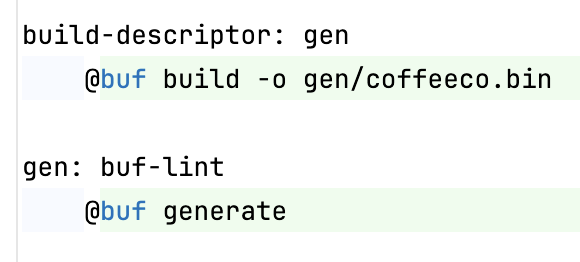 build-descriptor: gen
@buf build -o gen/coffeeco.bin
gen: buf-lint
@buf generate